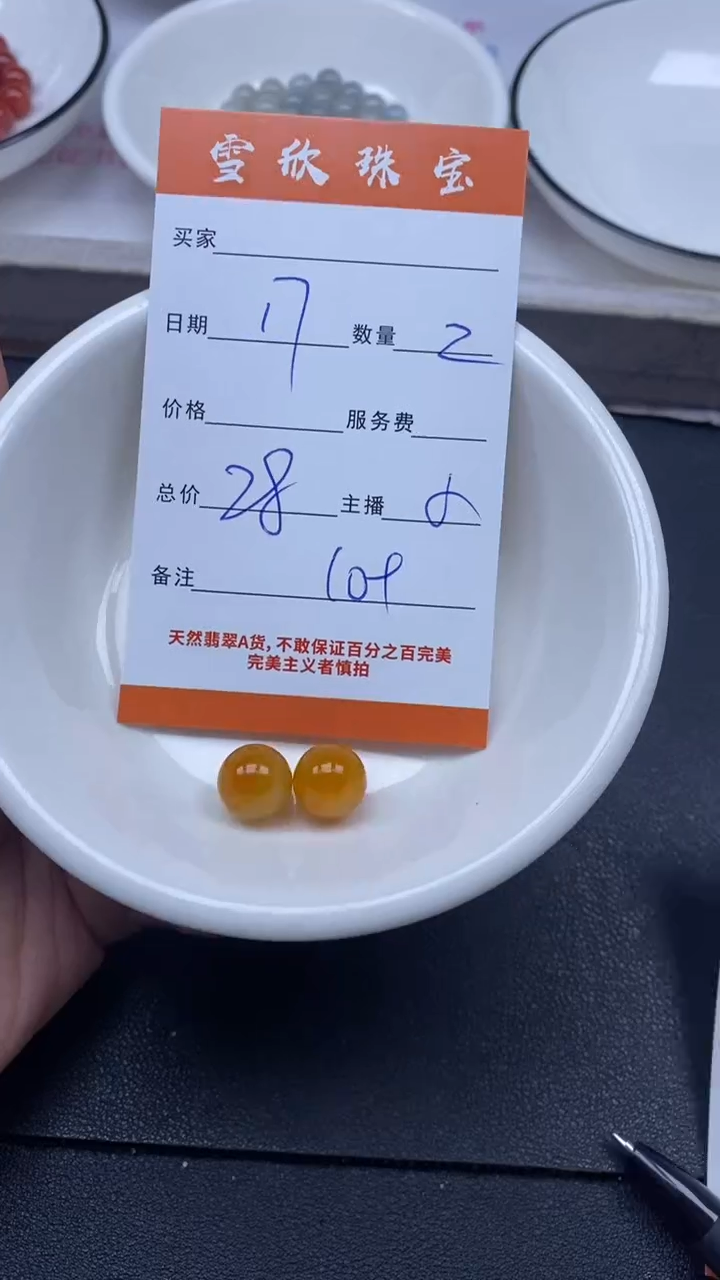 雪欣珠宝
买家
日期 17 数量 2
价格 服务费
总价 28 主播
备注
天然翡翠A货,不敢保证百分之百完美
完美主义者慎拍